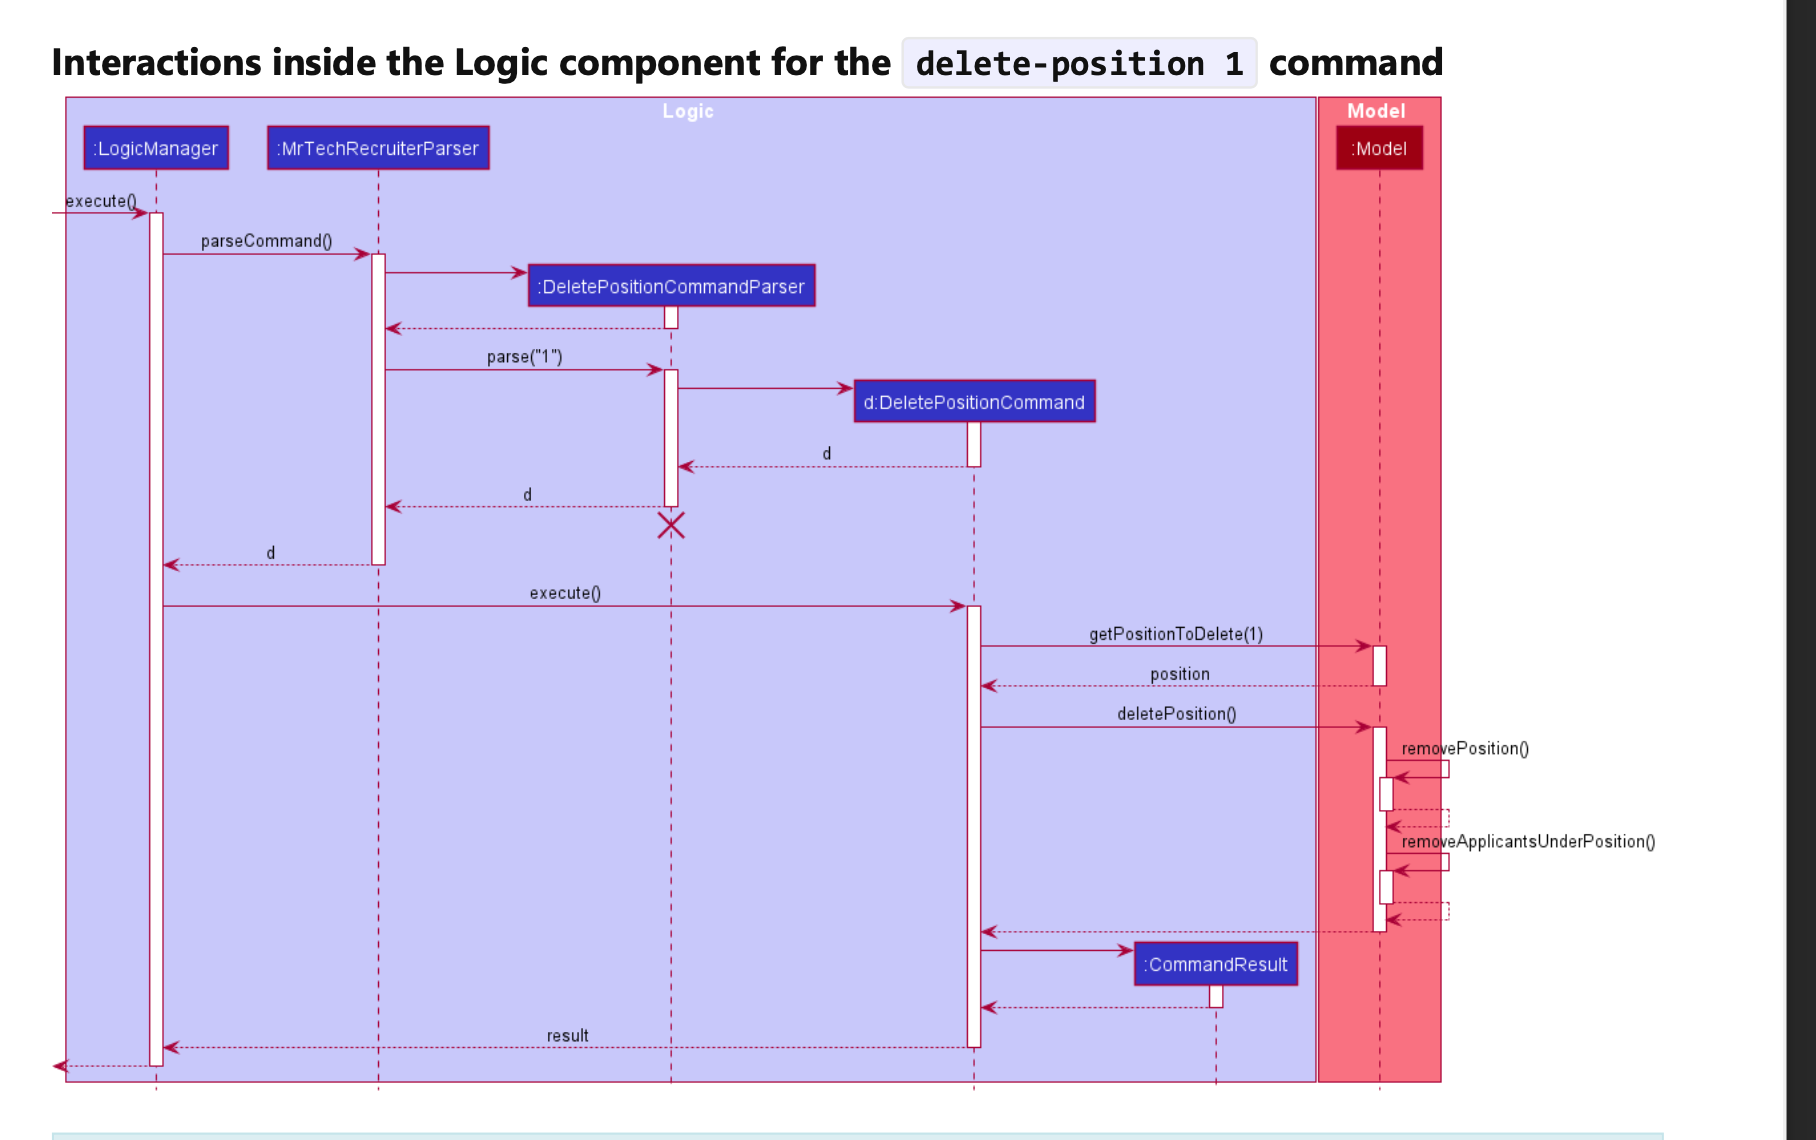 Interactions inside the Logic component for the delete-position 1 command
Logic
Model
:LogicManager
:MrTechRecruiterParser
:Model
execute()
parseCommand()
:DeletePositionCommandParser
parse("1")
d:DeletePositionCommand
d
d
d
execute()
getPositionToDelete(1)
position
deletePosition()
removePosition()
removeApplicantsUnderPosition()
:CommandResult
result